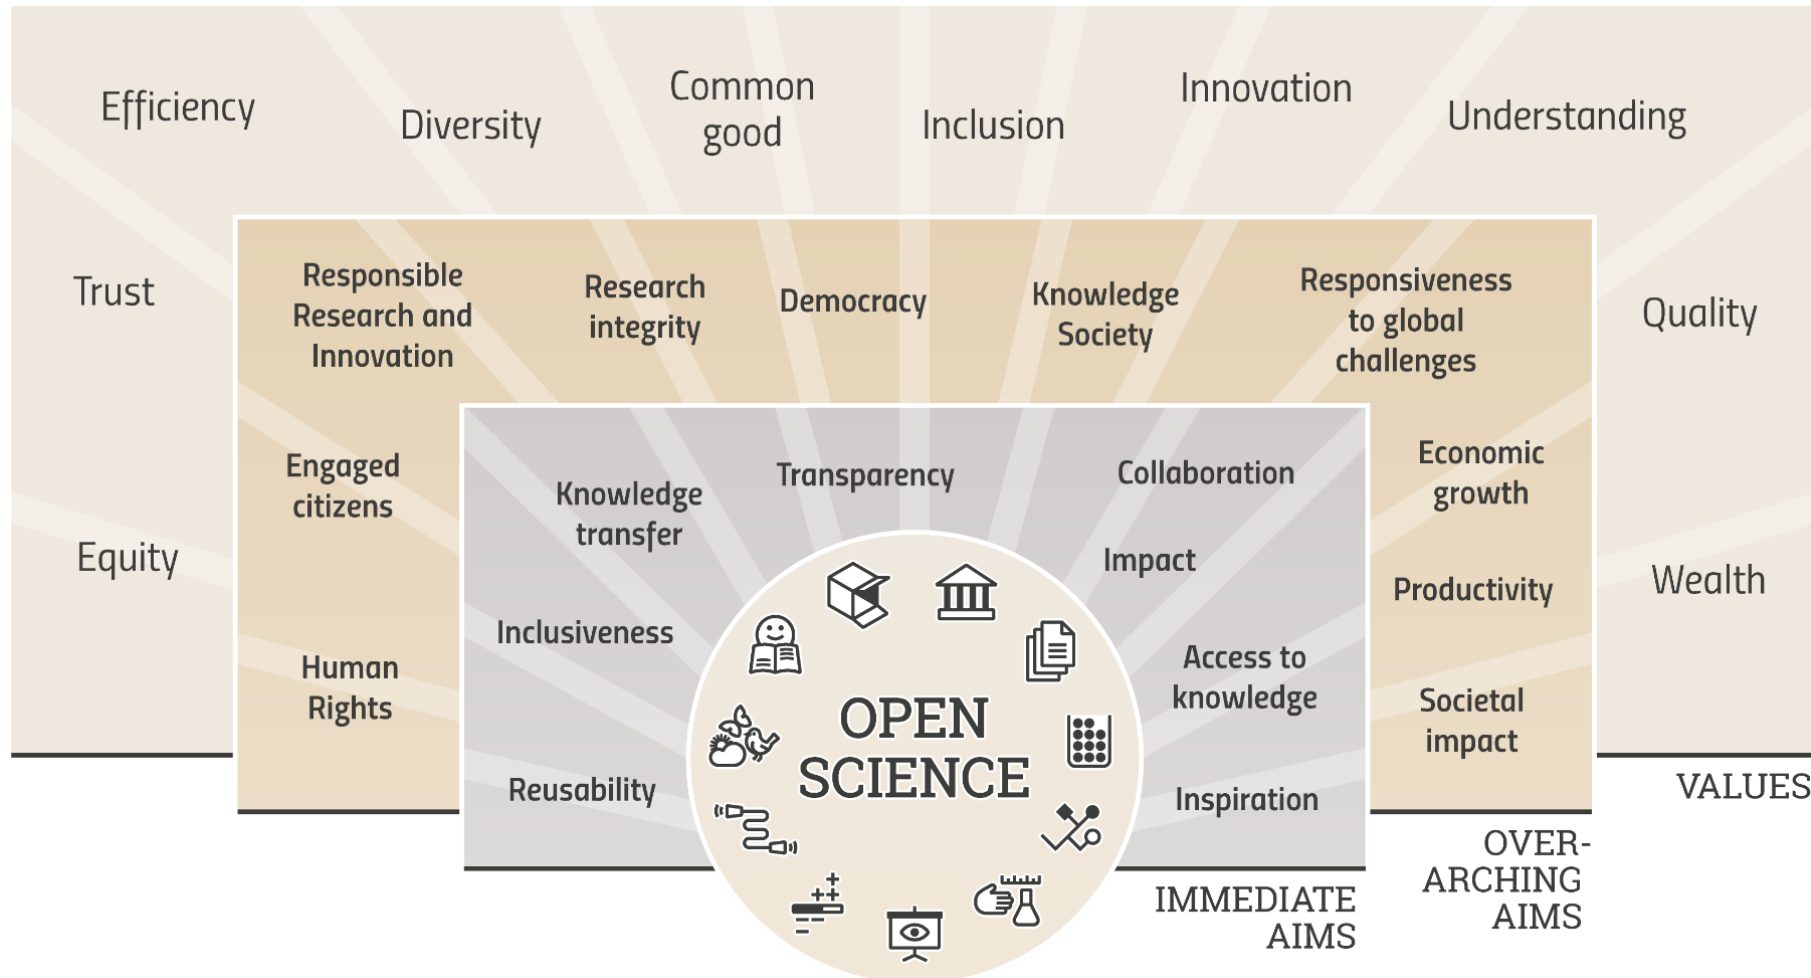 Efficiency
Diversity
Common
good
Inclusion
Innovation
Understanding
Trust
Quality
Equity
Wealth
VALUES
Responsible
Research and
Innovation
Research
integrity
Democracy
Knowledge
Society
Responsiveness
to global
challenges
Engaged
citizens
Economic
growth
Productivity
Human
Rights
Societal
impact
OVER-
ARCHING
AIMS
Knowledge
transfer
Transparency
Collaboration
Impact
Inclusiveness
Access to
knowledge
Reusability
Inspiration
IMMEDIATE
AIMS
OPEN
SCIENCE